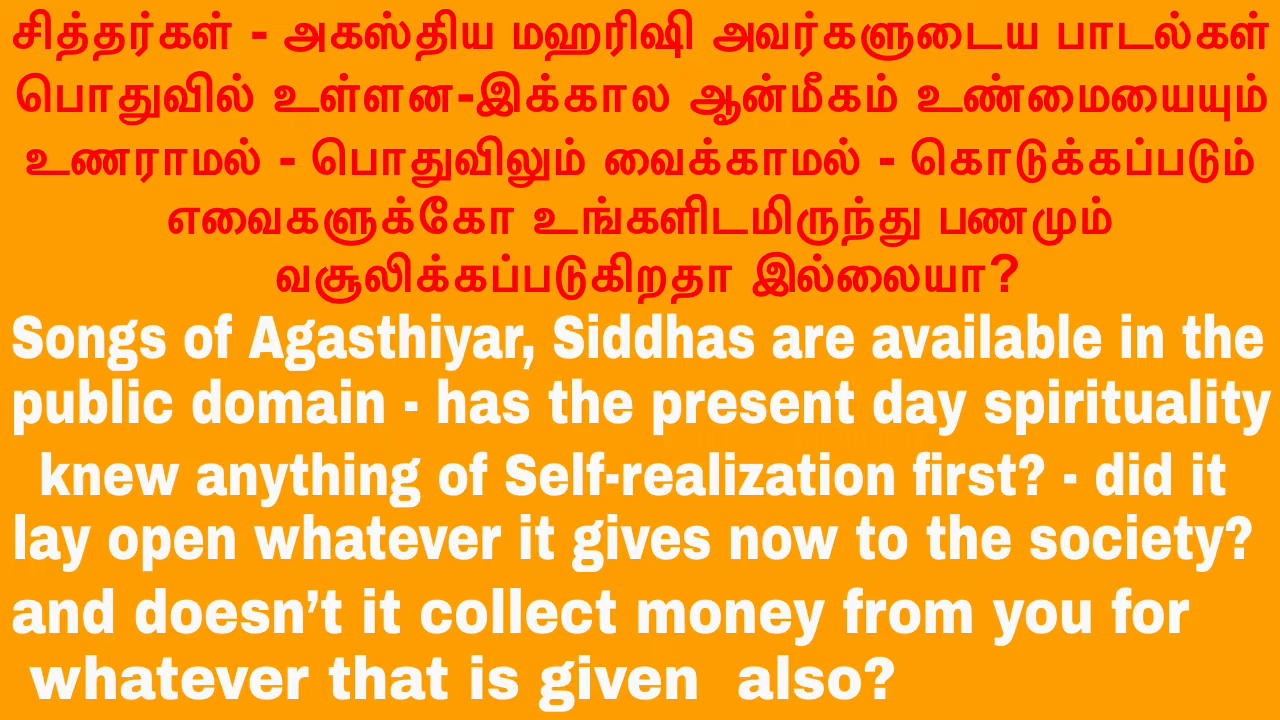 சித்தர்கள் - அகஸ்திய மஹரிஷி அவர்களுடைய பாடல்கள்
பொதுவில் உள்ளன-இக்கால ஆன்மீகம் உண்மையையும்
உணராமல் - பொதுவிலும் வைக்காமல் - கொடுக்கப்படும்
எவைகளுக்கோ உங்களிடமிருந்து பணமும்
வசூலிக்கப்படுகிறதா இல்லையா?
Songs of Agasthiyar, Siddhas are available in the
public domain - has the present day spirituality
knew anything of Self-realization first? - did it
lay open whatever it gives now to the society?
and doesn’t it collect money from you for
whatever that is given also?